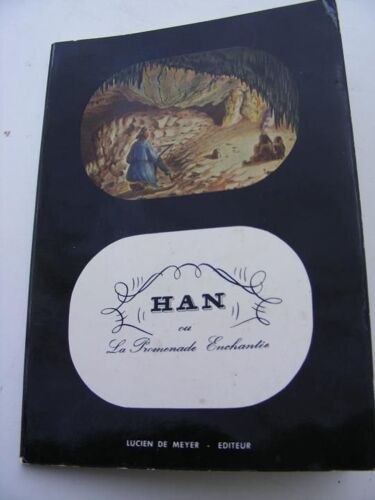 HAN
ou
La Promenade Enchantée
LUCIEN DE MEYER - EDITEUR